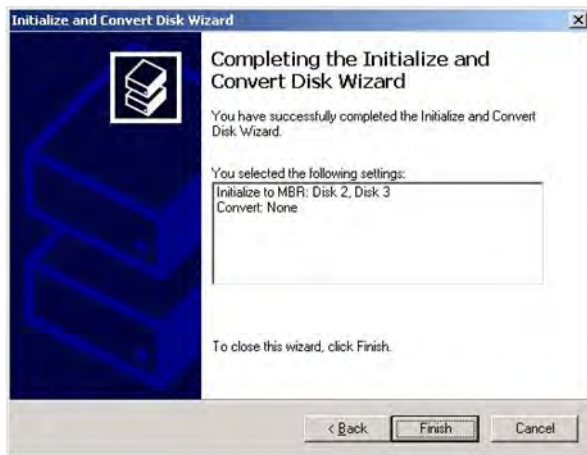 Initialize and Convert Disk Wizard
Completing the Initialize and
Convert Disk Wizard
You have successfully completed the Initialize and Convert
Disk Wizard.
You selected the following settings:
Initialize to MBR: Disk 2, Disk 3
Convert: None
To close this wizard, click Finish.
< Back Finish Cancel